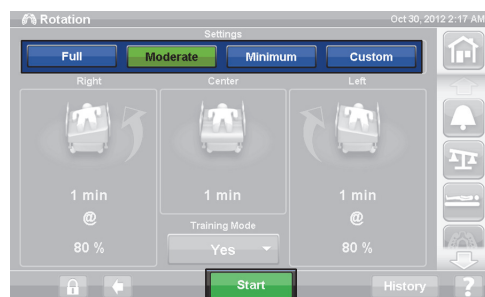 Rotation Oct 30, 2012 2:17 AM
Settings
Full Moderate Minimum Custom
Right Center Left
1 min 1 min 1 min
@ @
Training Mode
80 % Yes 80 %
Start History ?